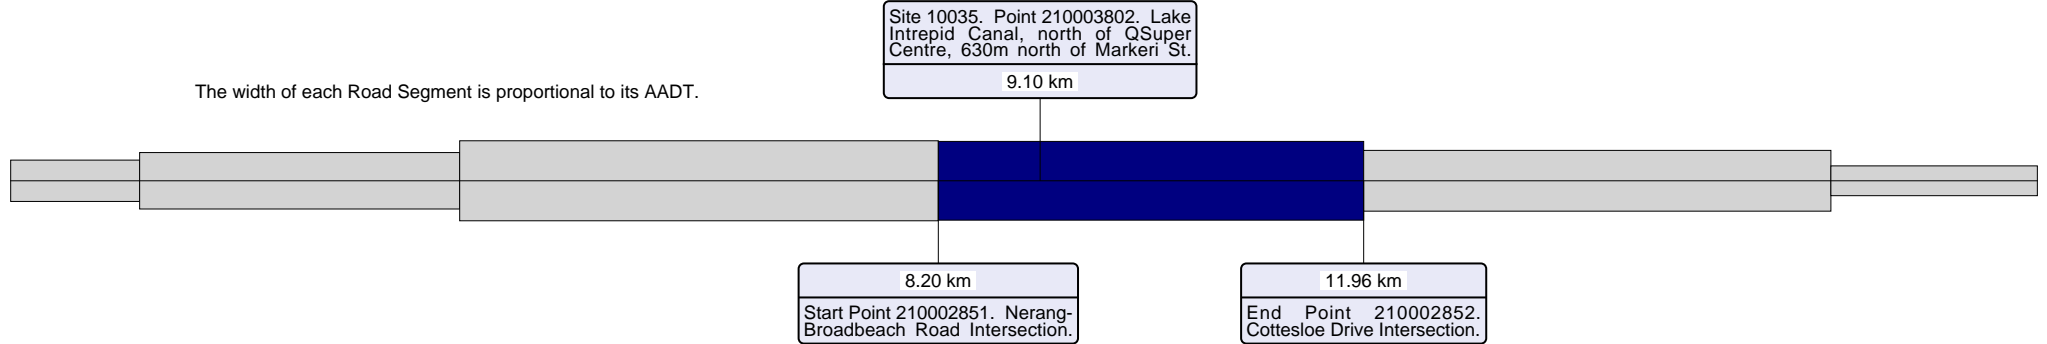 Site 10035. Point 210003802. Lake
Intrepid Canal, north of QSuper
Centre, 630m north of Markeri St.
9.10 km
The width of each Road Segment is proportional to its AADT.
8.20 km
Start Point 210002851. Nerang-
Broadbeach Road Intersection.
11.96 km
End Point 210002852.
Cottesloe Drive Intersection.